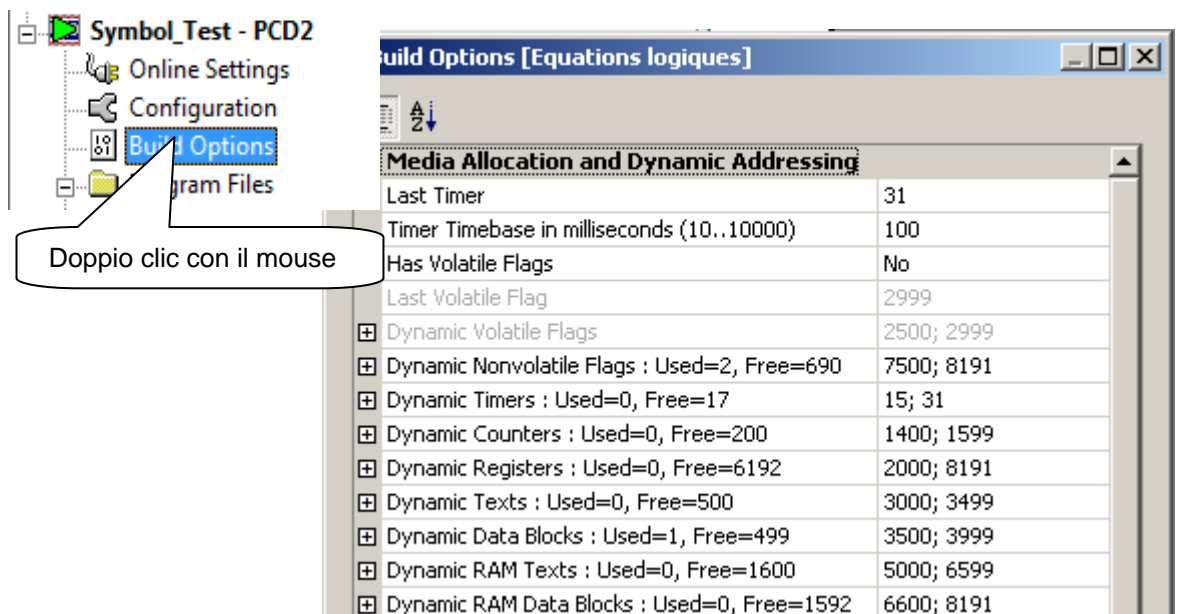 Symbol_Test - PCD2
Online Settings
Configuration
Build Options
gram Files
Doppio clic con il mouse
uild Options [Equations logiques]
Media Allocation and Dynamic Addressing
Last Timer 31
Timer Timebase in milliseconds (10..10000) 100
Has Volatile Flags No
Last Volatile Flag 2999
Dynamic Volatile Flags 2500; 2999
Dynamic Nonvolatile Flags : Used=2, Free=690 7500; 8191
Dynamic Timers : Used=0, Free=17 15; 31
Dynamic Counters : Used=0, Free=200 1400; 1599
Dynamic Registers : Used=0, Free=6192 2000; 8191
Dynamic Texts : Used=0, Free=500 3000; 3499
Dynamic Data Blocks : Used=1, Free=499 3500; 3999
Dynamic RAM Texts : Used=0, Free=1600 5000; 6599
Dynamic RAM Data Blocks : Used=0, Free=1592 6600; 8191